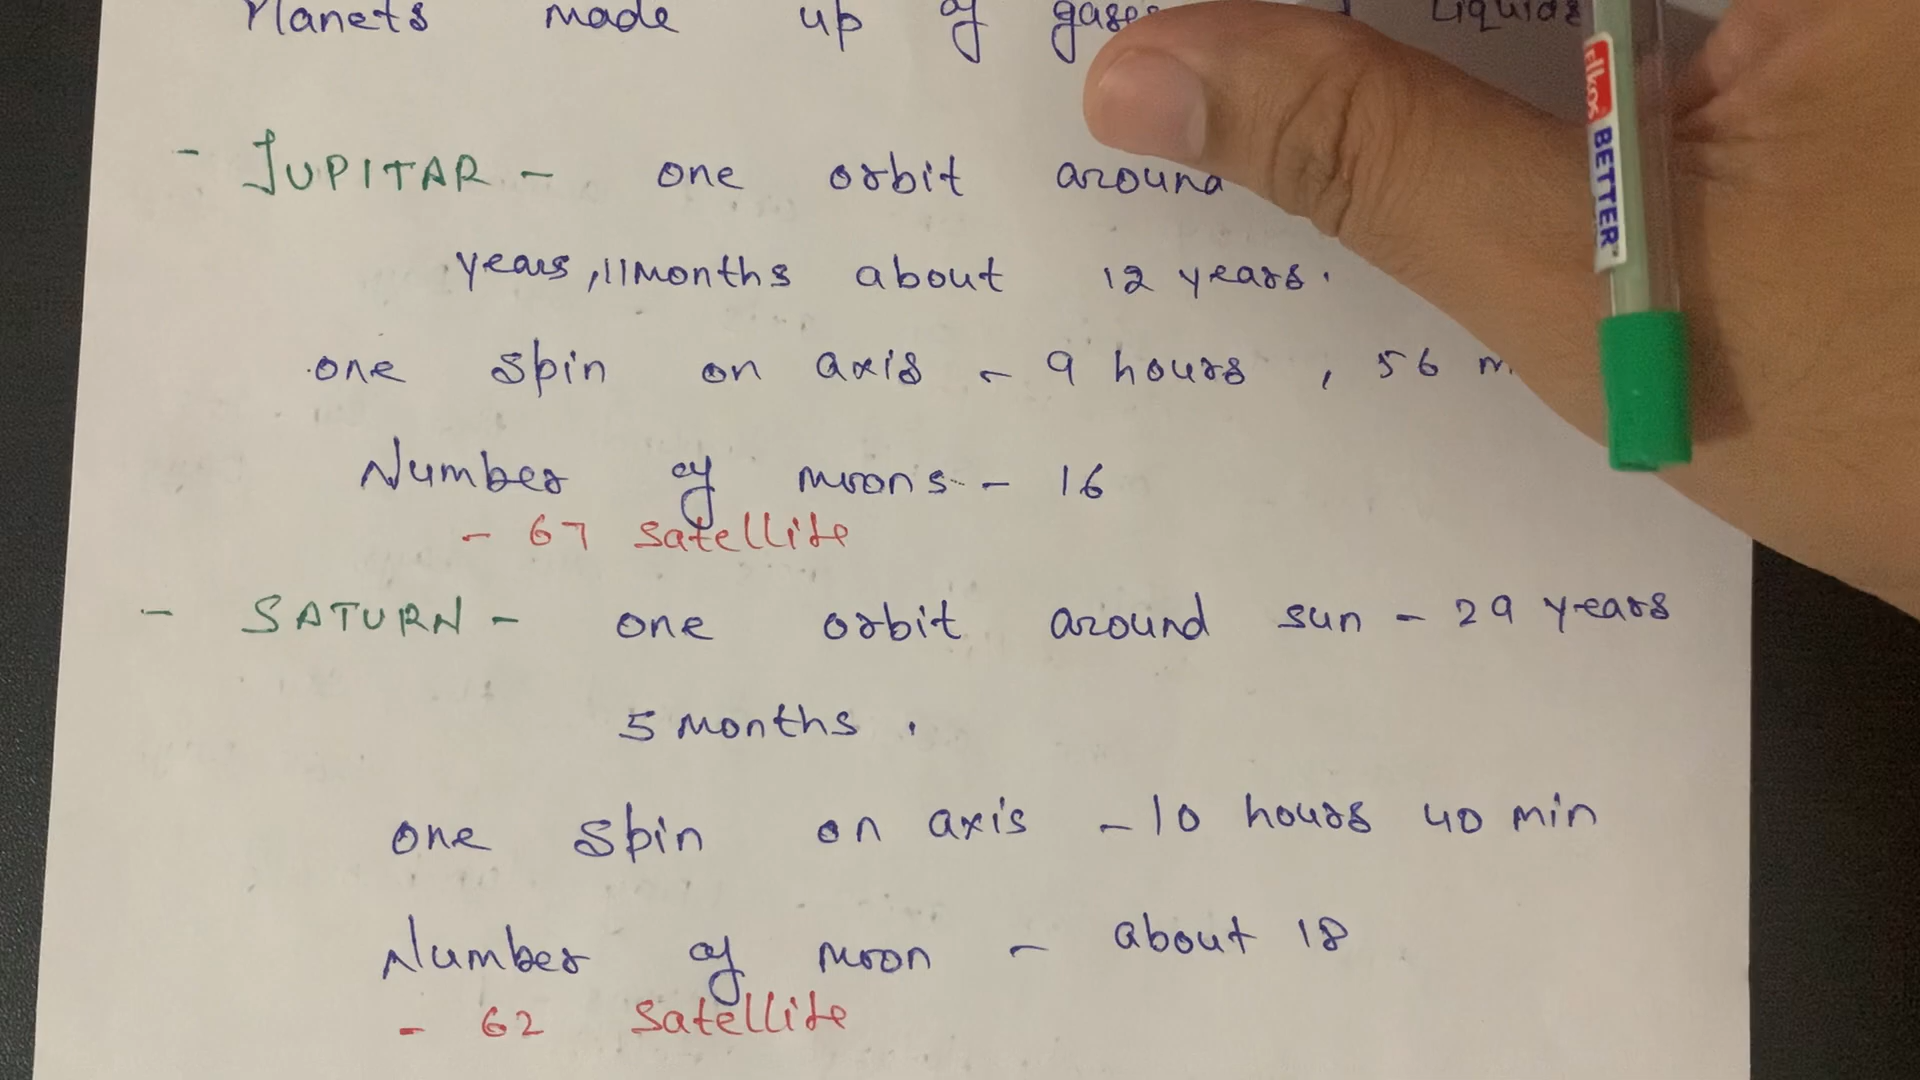 Planets made up of gases Liquids
- JUPITAR - one orbit around
years, 11 months about 12 years.
one spin on axis - 9 hours, 56
Number of moons - 16
- 67 satellite
- SATURN - one orbit around sun - 29 years
5 months.
one spin on axis - 10 hours 40 min
Number of moon - about 18
- 62 satellite
elkos BETTER